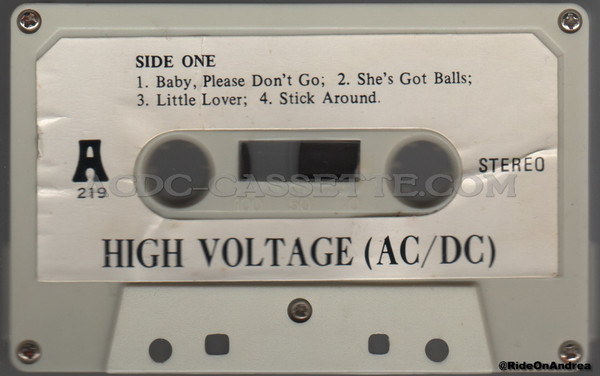 SIDE ONE
1. Baby, Please Don't Go; 2. She's Got Balls;
3. Little Lover; 4. Stick Around.
A
219
STEREO
ACDC-CASSETTE.COM
HIGH VOLTAGE (AC/DC)
@RideOnAndrea